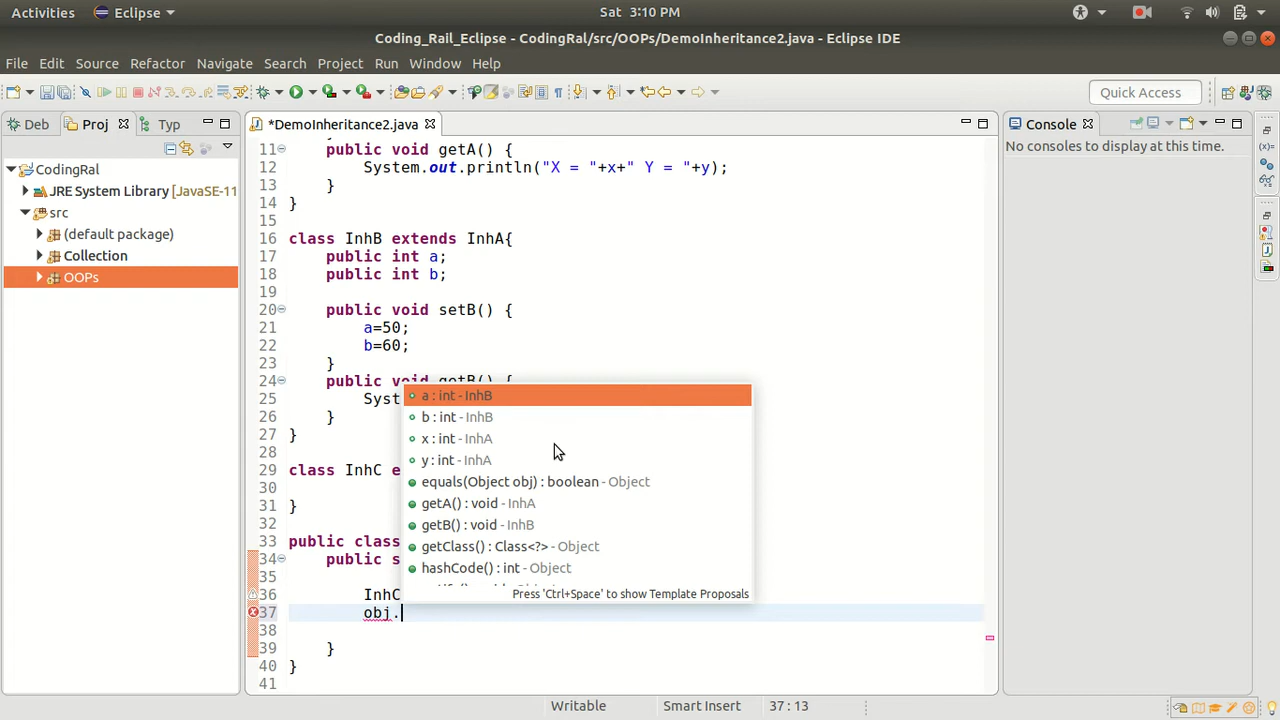 Activities Eclipse Sat 3:10 PM
Coding_Rail_Eclipse - CodingRal/src/OOPs/DemoInheritance2.java - Eclipse IDE
File Edit Source Refactor Navigate Search Project Run Window Help
Quick Access
Deb Proj Typ
*DemoInheritance2.java
Console
No consoles to display at this time.
CodingRal
JRE System Library [JavaSE-11
src
(default package)
Collection
OOPs
11 public void getA() {
12 System.out.println("X = "+x+" Y = "+y);
13 }
14 }
15
16 class InhB extends InhA{
17 public int a;
18 public int b;
19
20 public void setB() {
21 a=50;
22 b=60;
23 }
24 public void getB() {
25 Syst
26 }
27 }
28
29 class InhC e
30
31 }
32
33 public class
34 public s
35
36 InhC
37 obj.
38
39 }
40 }
41
a : int - InhB
b : int - InhB
x : int - InhA
y : int - InhA
equals(Object obj) : boolean - Object
getA() : void - InhA
getB() : void - InhB
getClass() : Class<?> - Object
hashCode() : int - Object
Press 'Ctrl+Space' to show Template Proposals
Writable Smart Insert 37 : 13